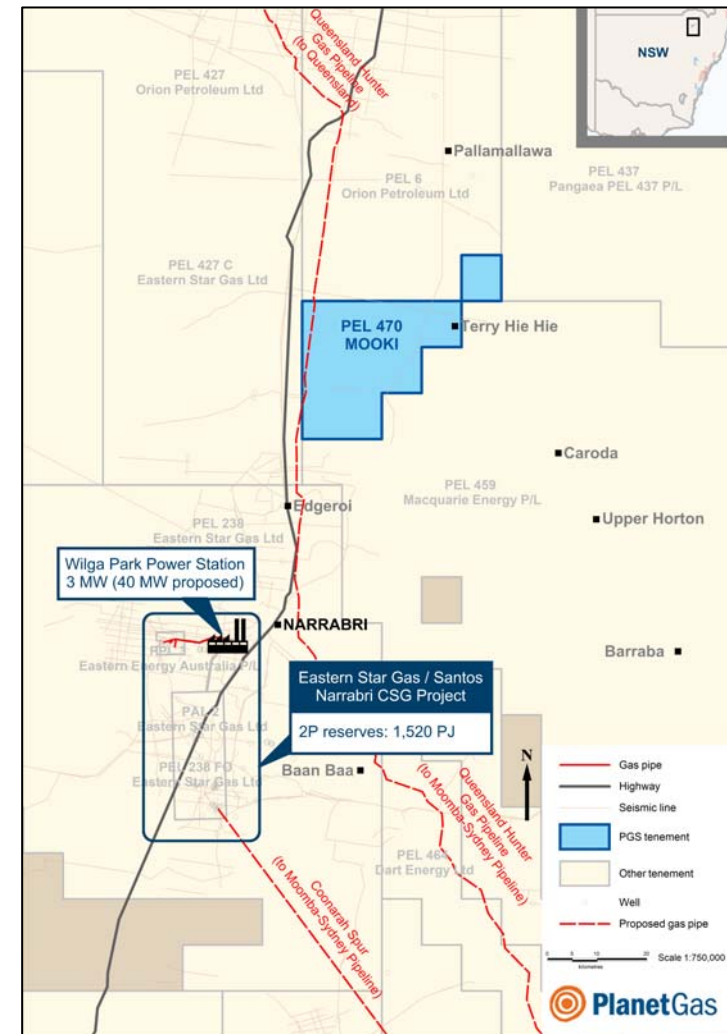 Queensland Hunter
Gas Pipeline
(to Queensland)
NSW
PEL 427
Orion Petroleum Ltd
Pallamallawa
PEL 6
Orion Petroleum Ltd
PEL 437
Pangaea PEL 437 P/L
PEL 427 C
Eastern Star Gas Ltd
PEL 470
MOOKI
Terry Hie Hie
Caroda
PEL 459
Macquarie Energy P/L
Edgeroi
Upper Horton
PEL 238
Eastern Star Gas Ltd
Wilga Park Power Station
3 MW (40 MW proposed)
NARRABRI
Barraba
Eastern Energy Australia P/L
Eastern Star Gas / Santos
Narrabri CSG Project
2P reserves: 1,520 PJ
PAL 2
Eastern Star Gas Ltd
PEL 238 FO
Eastern Star Gas Ltd
Baan Baa
Queensland Hunter
Gas Pipeline
(to Moomba-Sydney Pipeline)
PEL 464
Dart Energy Ltd
Coonarah Spur
(to Moomba-Sydney Pipeline)
N
Gas pipe
Highway
Seismic line
PGS tenement
Other tenement
Well
Proposed gas pipe
0 5 10 20
kilometres
Scale 1:750,000
PlanetGas